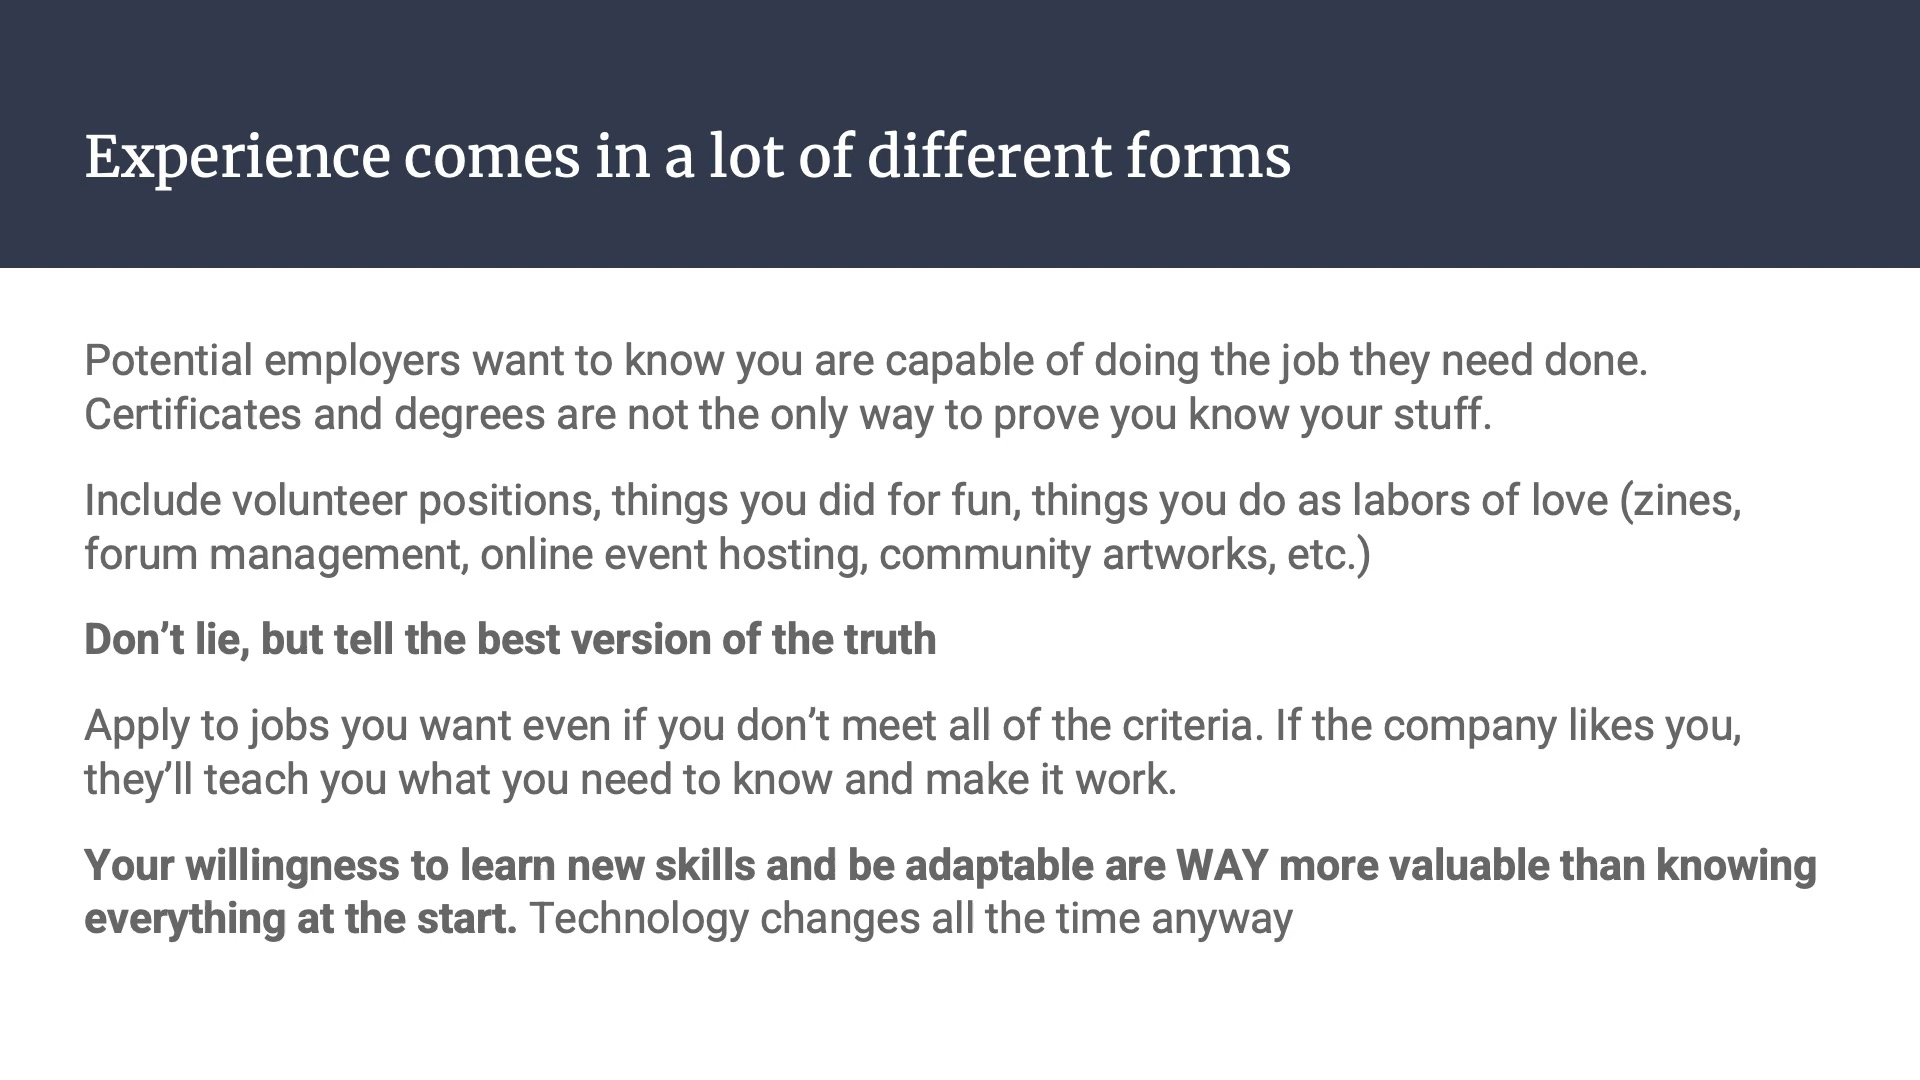 Experience comes in a lot of different forms
Potential employers want to know you are capable of doing the job they need done.
Certificates and degrees are not the only way to prove you know your stuff.
Include volunteer positions, things you did for fun, things you do as labors of love (zines,
forum management, online event hosting, community artworks, etc.)
Don’t lie, but tell the best version of the truth
Apply to jobs you want even if you don’t meet all of the criteria. If the company likes you,
they’ll teach you what you need to know and make it work.
Your willingness to learn new skills and be adaptable are WAY more valuable than knowing
everything at the start. Technology changes all the time anyway